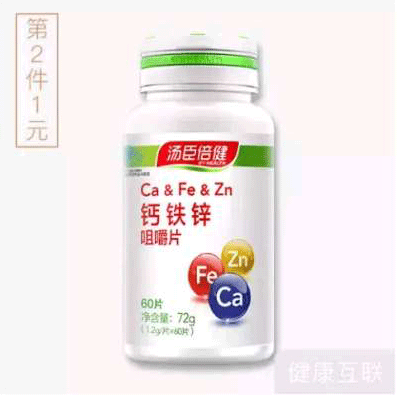 第2件1元
汤臣倍健
BY-HEALTH
Ca & Fe & Zn
钙铁锌
咀嚼片
Zn
Fe
Ca
60片
净含量：72g
(1.2g/片×60片)
健康互联